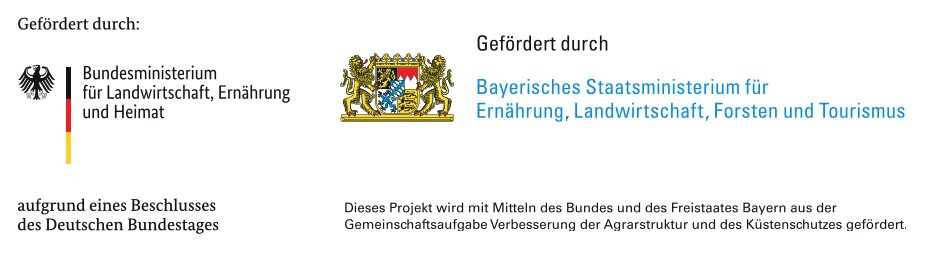 Gefördert durch:
Bundesministerium
für Landwirtschaft, Ernährung
und Heimat
aufgrund eines Beschlusses
des Deutschen Bundestages
Gefördert durch
Bayerisches Staatsministerium für
Ernährung, Landwirtschaft, Forsten und Tourismus
Dieses Projekt wird mit Mitteln des Bundes und des Freistaates Bayern aus der
Gemeinschaftsaufgabe Verbesserung der Agrarstruktur und des Küstenschutzes gefördert.